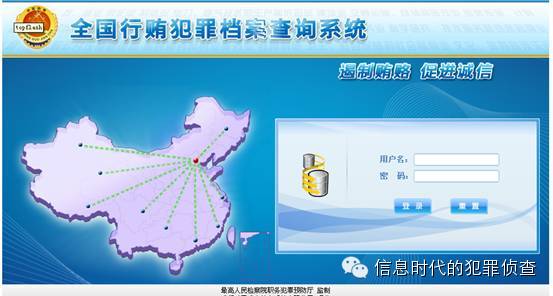 top flash
全国行贿犯罪档案查询系统
遏制贿赂 促进诚信
用户名：
密 码：
登 录 重 置
信息时代的犯罪侦查
最高人民检察院职务犯罪预防厅 监制